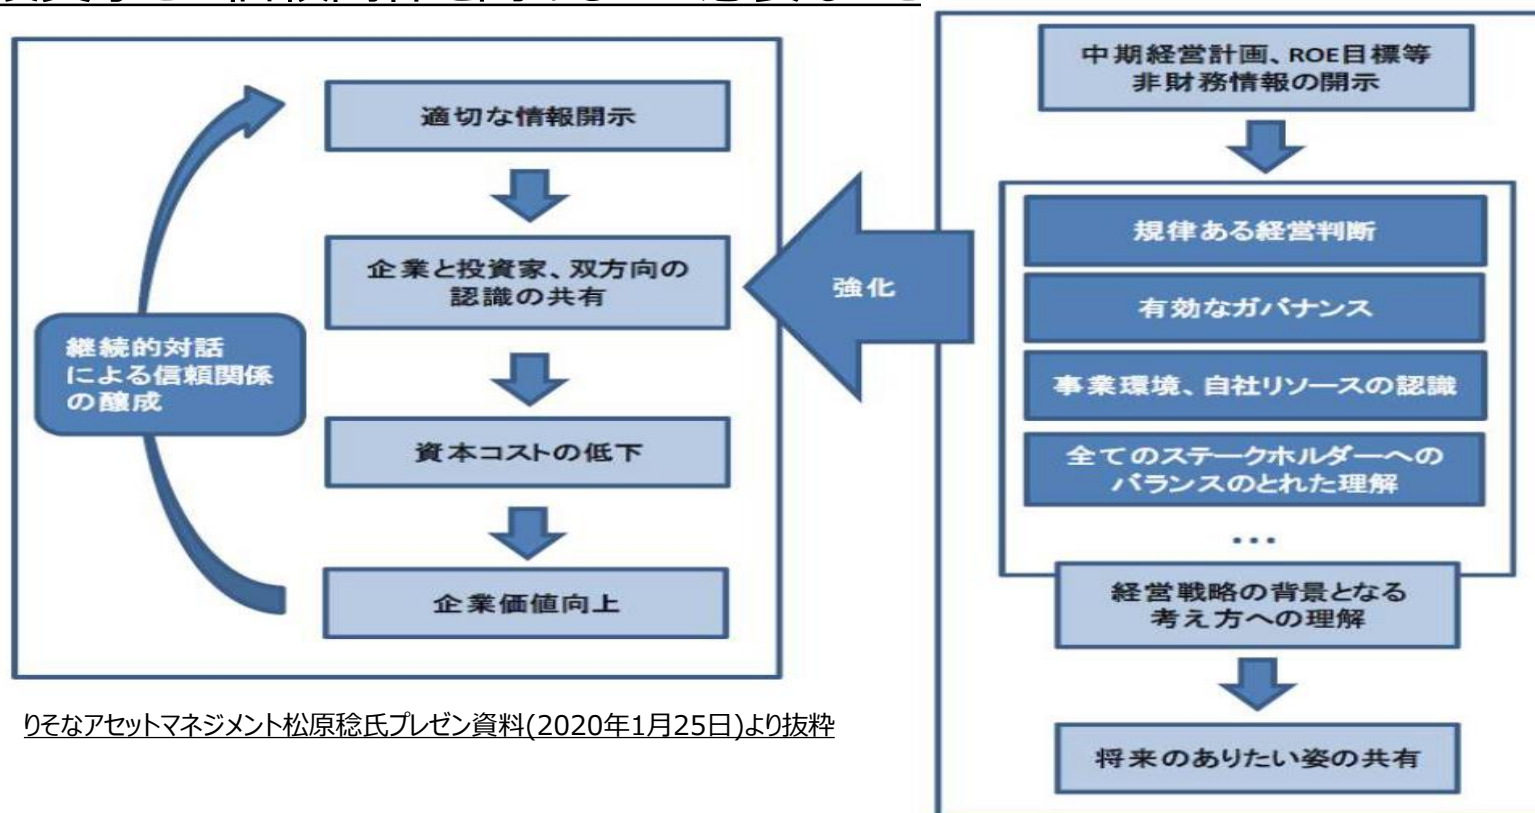 適切な情報開示
企業と投資家、双方向の
認識の共有
資本コストの低下
企業価値向上
継続的対話
による信頼関係
の醸成
強化
中期経営計画、ROE目標等
非財務情報の開示
規律ある経営判断
有効なガバナンス
事業環境、自社リソースの認識
全てのステークホルダーへの
バランスのとれた理解
...
経営戦略の背景となる
考え方への理解
将来のありたい姿の共有
りそなアセットマネジメント松原稔氏プレゼン資料(2020年1月25日)より抜粋